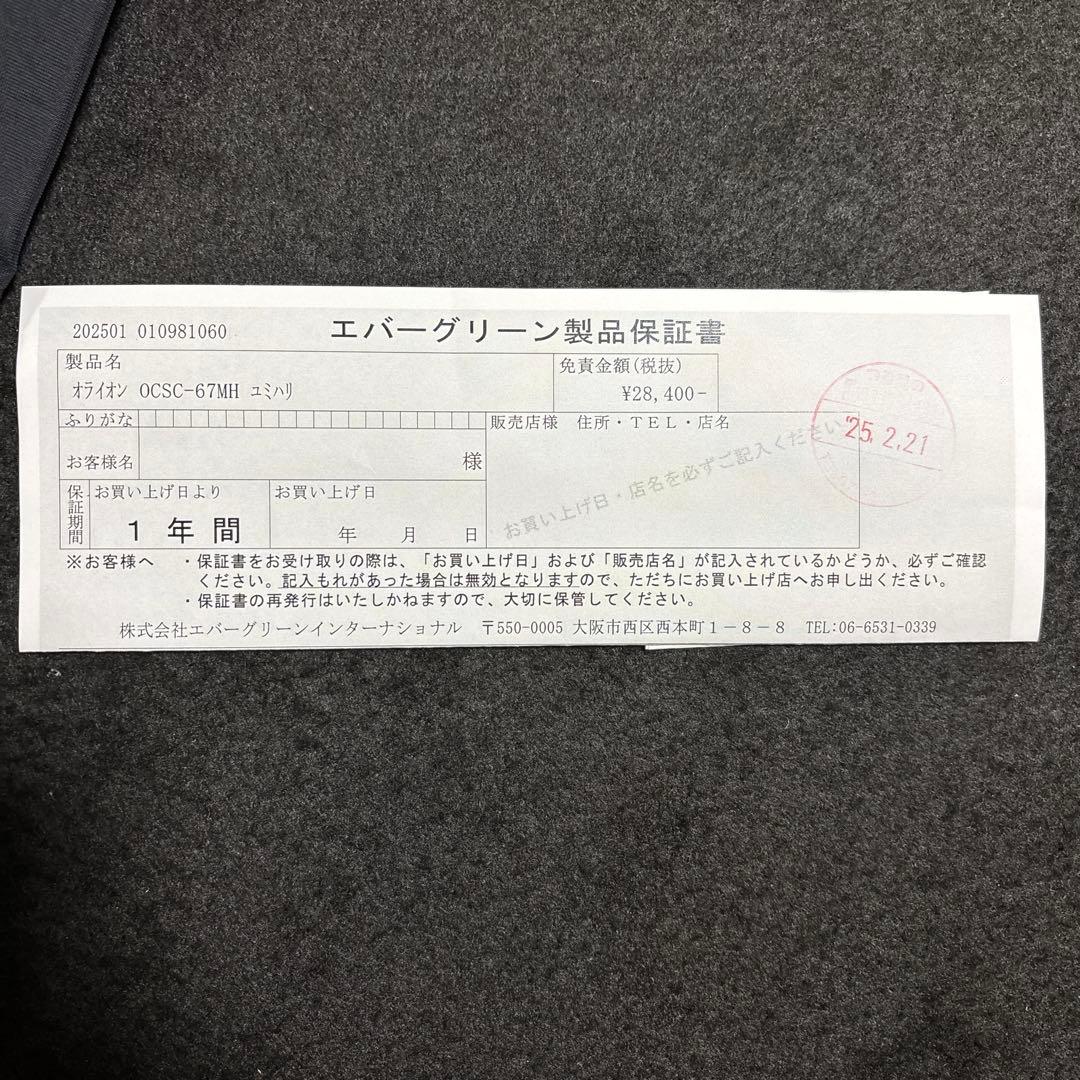 202501 010981060
エバーグリーン製品保証書
製品名
オライオン OCSC-67MH ユミハリ
免責金額(税抜)
¥28,400-
ふりがな
お客様名
様
販売店様 住所・TEL・店名
お買い上げ日・店名を必ずご記入ください
'25.2.21
保証期間
お買い上げ日より
1年間
お買い上げ日
年 月 日
※お客様へ ・保証書をお受け取りの際は、「お買い上げ日」および「販売店名」が記入されているかどうか、必ずご確認
ください。記入もれがあった場合は無効となりますので、ただちにお買い上げ店へお申し出ください。
・保証書の再発行はいたしかねますので、大切に保管してください。
株式会社エバーグリーンインターナショナル 〒550-0005 大阪市西区西本町1-8-8 TEL:06-6531-0339